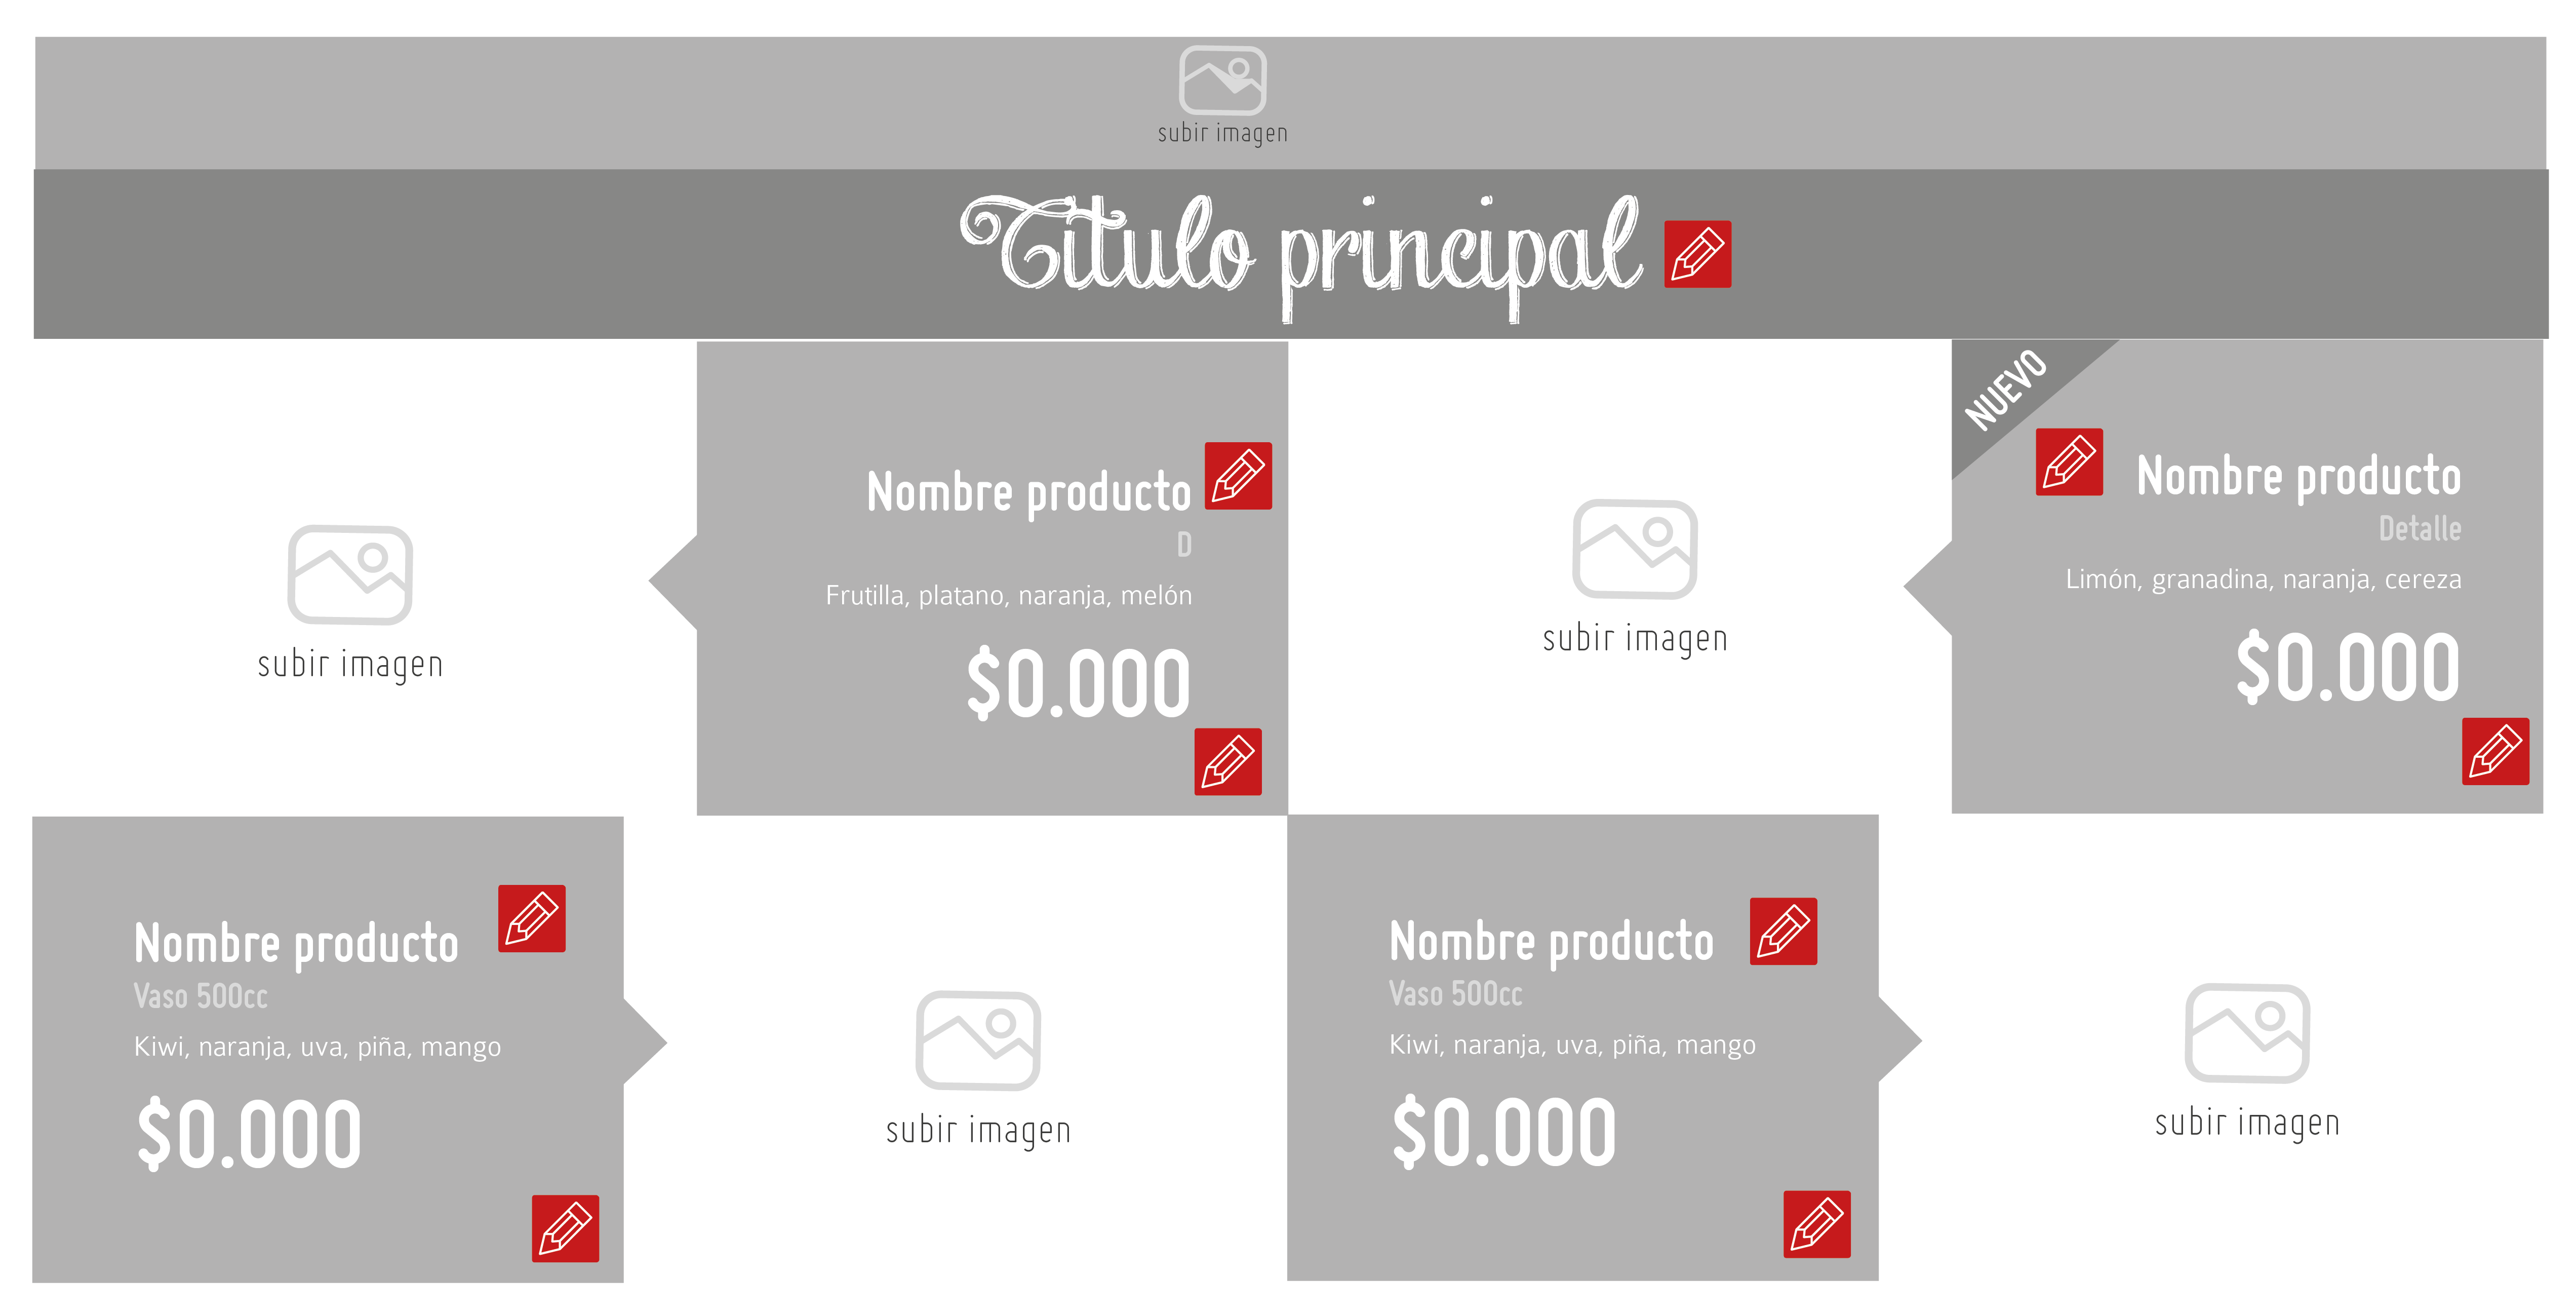 subir imagen
Titulo principal
subir imagen
Nombre producto
D
Frutilla, platano, naranja, melón
$0.000
subir imagen
NUEVO
Nombre producto
Detalle
Limón, granadina, naranja, cereza
$0.000
Nombre producto
Vaso 500cc
Kiwi, naranja, uva, piña, mango
$0.000
subir imagen
Nombre producto
Vaso 500cc
Kiwi, naranja, uva, piña, mango
$0.000
subir imagen